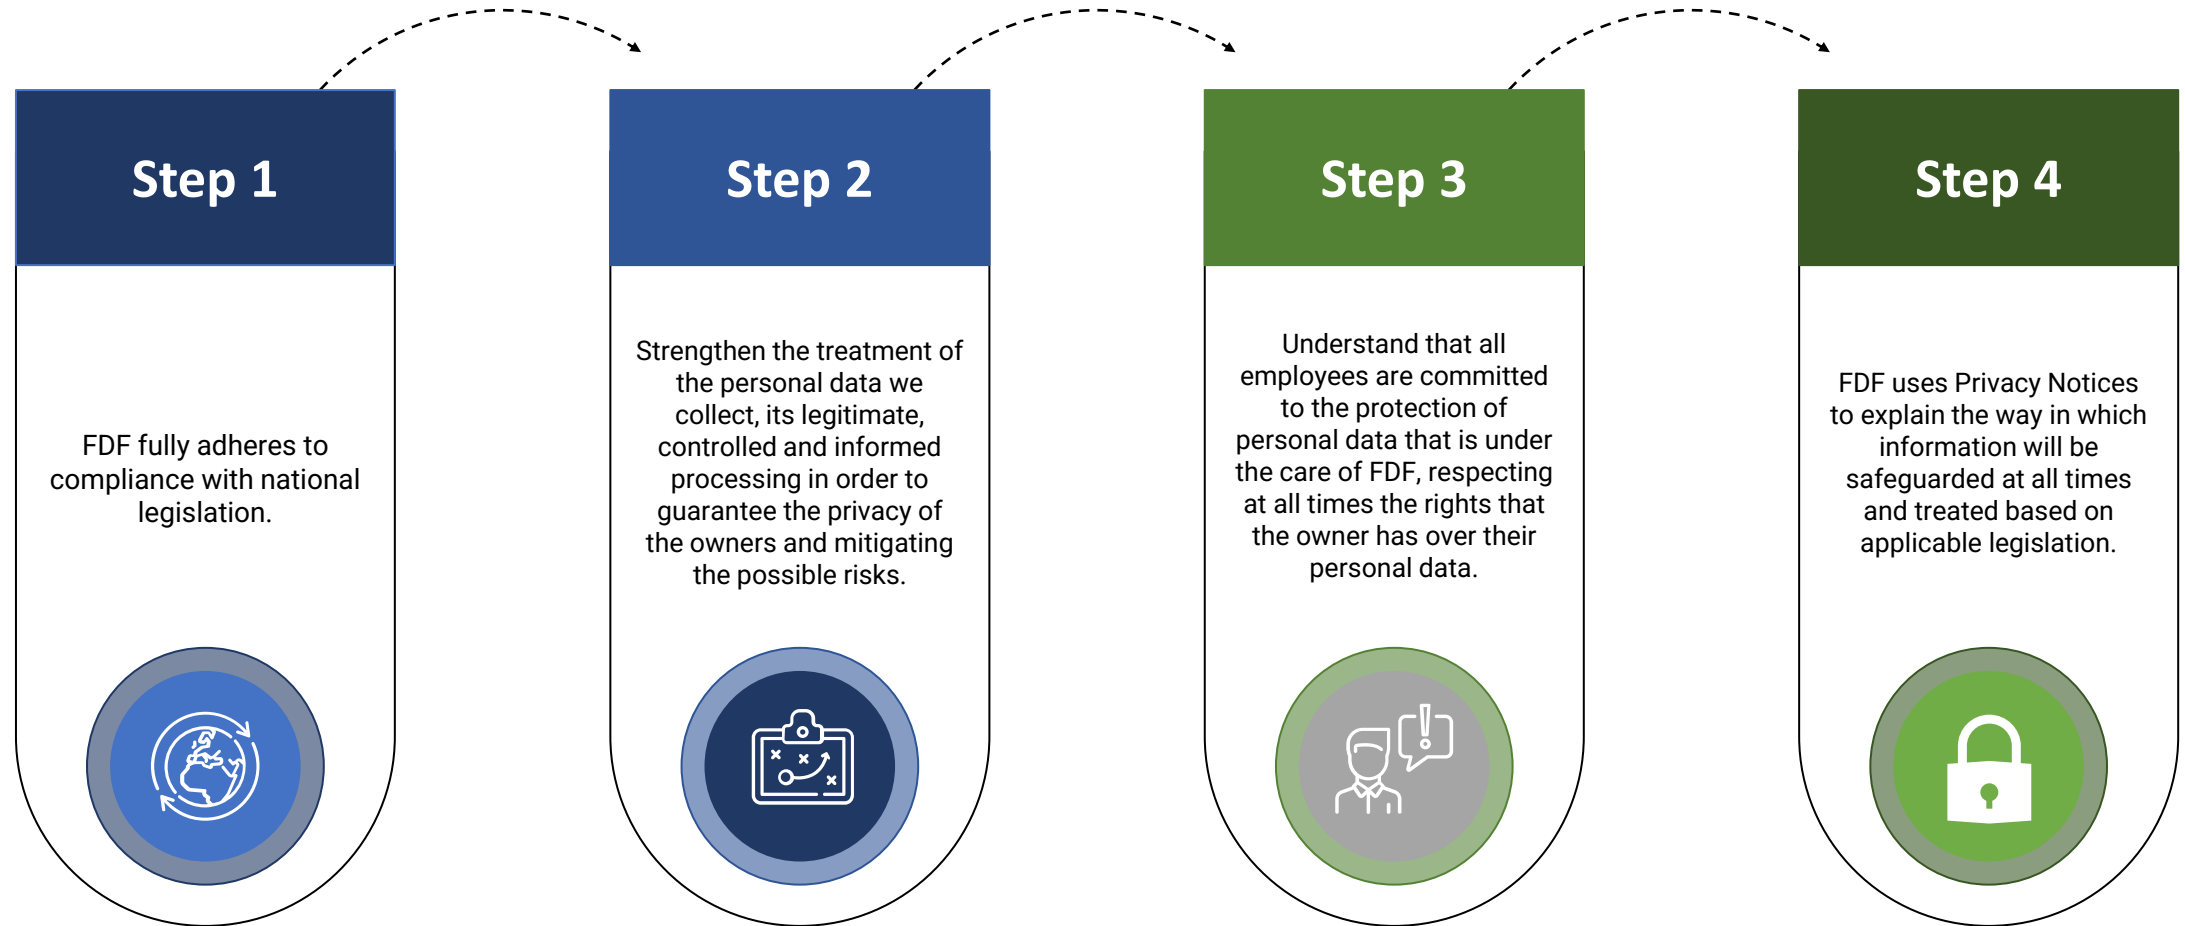 Step 1
FDF fully adheres to
compliance with national
legislation.
Step 2
Strengthen the treatment of
the personal data we
collect, its legitimate,
controlled and informed
processing in order to
guarantee the privacy of
the owners and mitigating
the possible risks.
Step 3
Understand that all
employees are committed
to the protection of
personal data that is under
the care of FDF, respecting
at all times the rights that
the owner has over their
personal data.
Step 4
FDF uses Privacy Notices
to explain the way in which
information will be
safeguarded at all times
and treated based on
applicable legislation.